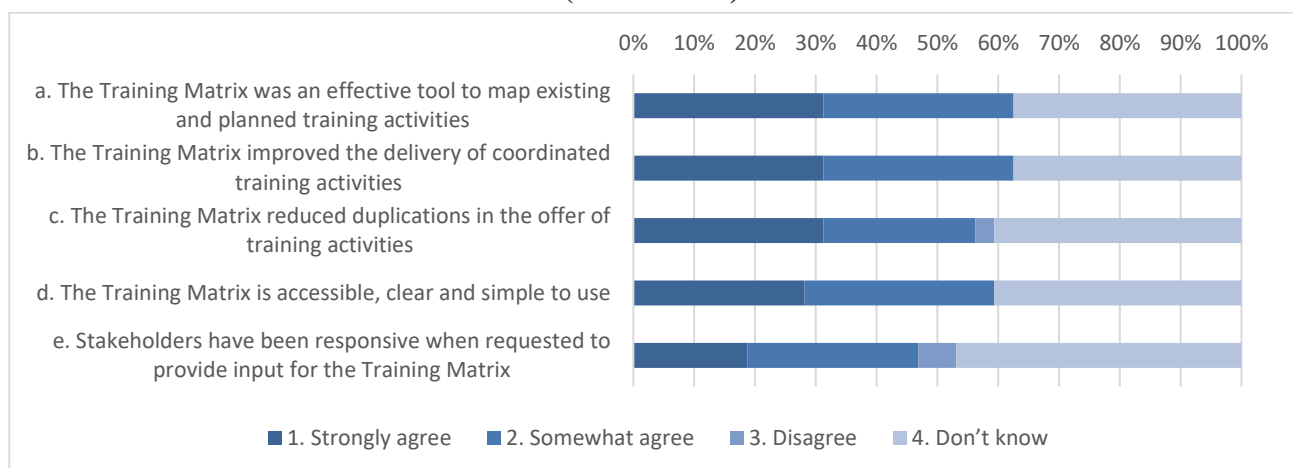 0% 10% 20% 30% 40% 50% 60% 70% 80% 90% 100%
a. The Training Matrix was an effective tool to map existing
and planned training activities
b. The Training Matrix improved the delivery of coordinated
training activities
c. The Training Matrix reduced duplications in the offer of
training activities
d. The Training Matrix is accessible, clear and simple to use
e. Stakeholders have been responsive when requested to
provide input for the Training Matrix
1. Strongly agree 2. Somewhat agree 3. Disagree 4. Don’t know